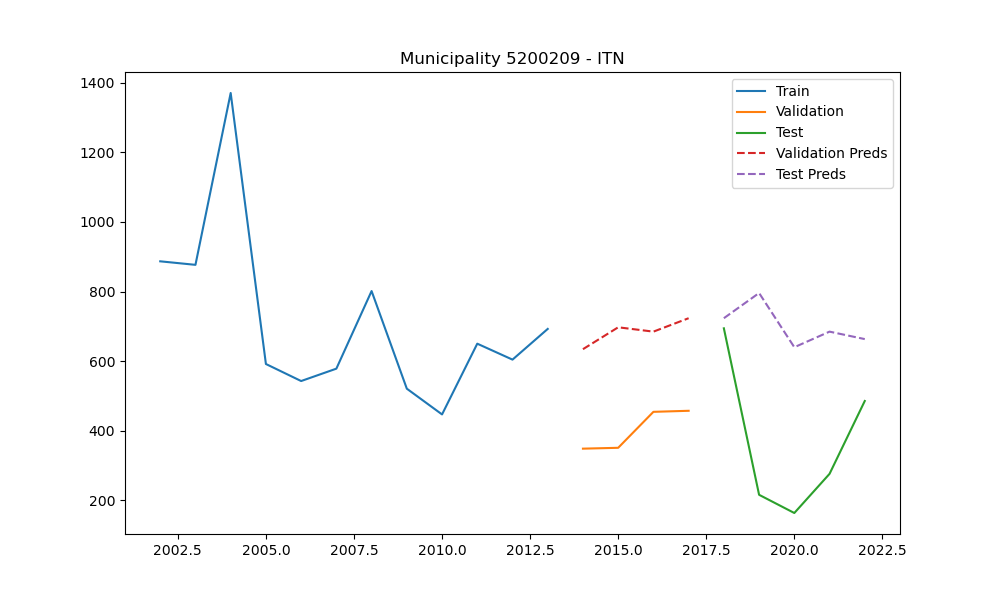 Municipality 5200209 - ITN
1400
1200
1000
800
600
400
200
Train
Validation
Test
Validation Preds
Test Preds
2002.5 2005.0 2007.5 2010.0 2012.5 2015.0 2017.5 2020.0 2022.5